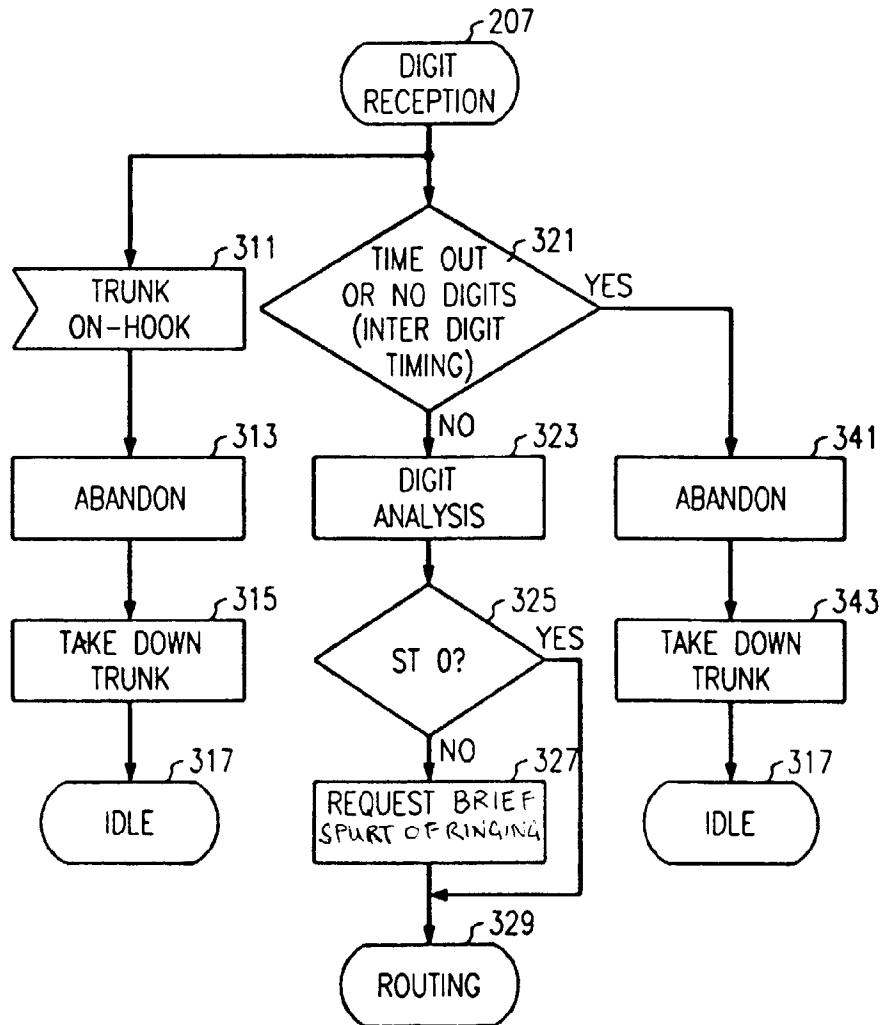 207
DIGIT
RECEPTION
311
TRUNK
ON-HOOK
321
TIME OUT
OR NO DIGITS
(INTER DIGIT
TIMING)
YES
NO
313
ABANDON
323
DIGIT
ANALYSIS
341
ABANDON
315
TAKE DOWN
TRUNK
325
ST 0?
YES
NO
343
TAKE DOWN
TRUNK
317
IDLE
327
REQUEST BRIEF
SPURT OF RINGING
317
IDLE
329
ROUTING